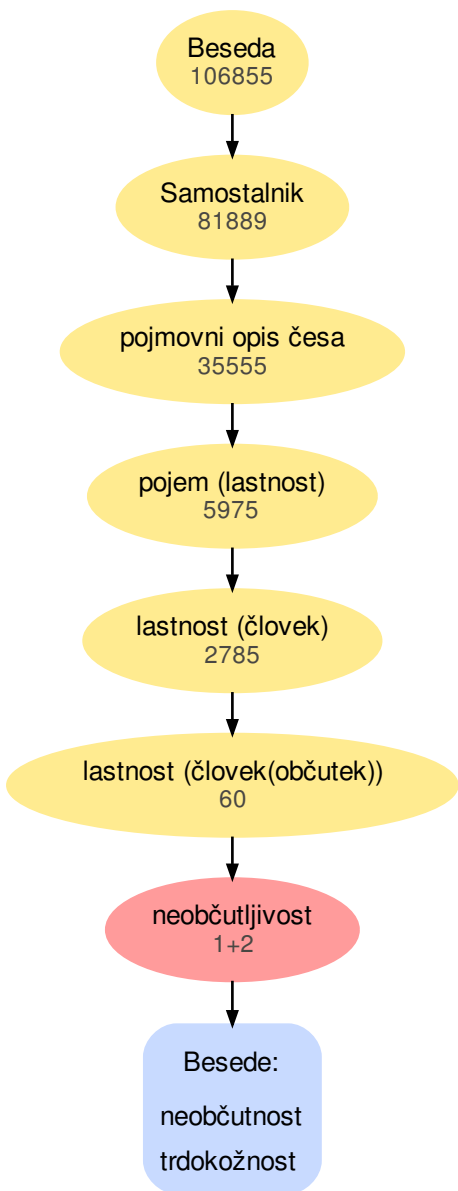 Beseda
106855
Samostalnik
81889
pojmovni opis česa
35555
pojem (lastnost)
5975
lastnost (človek)
2785
lastnost (človek(občutek))
60
neobčutljivost
1+2
Besede:
neobčutnost
trdokožnost